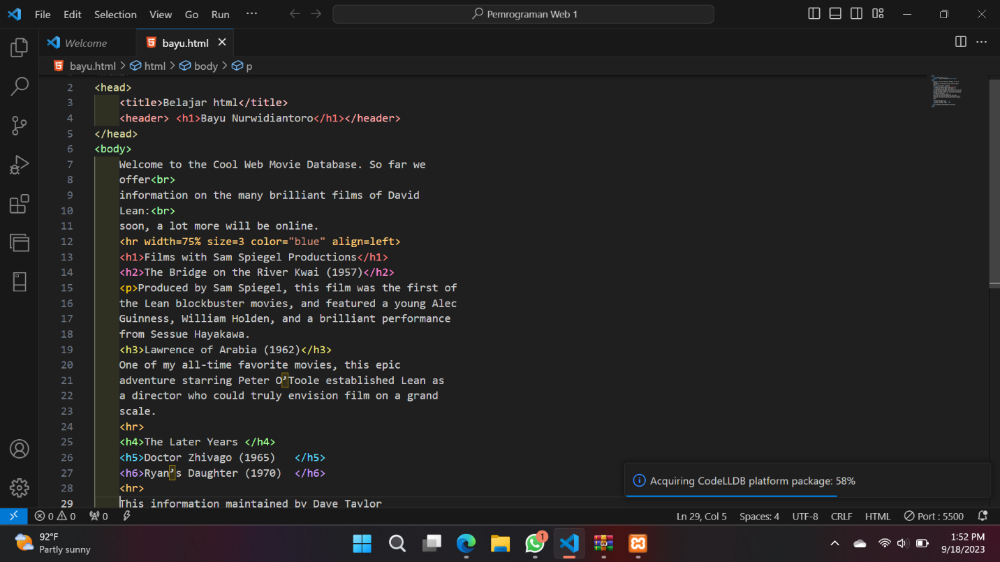 File Edit Selection View Go Run ··· Pemrograman Web 1
Welcome bayu.html
bayu.html > html > body > p
2 <head>
3 <title>Belajar html</title>
4 <header> <h1>Bayu Nurwidiantoro</h1></header>
5 </head>
6 <body>
7 Welcome to the Cool Web Movie Database. So far we
8 offer<br>
9 information on the many brilliant films of David
10 Lean:<br>
11 soon, a lot more will be online.
12 <hr width=75% size=3 color="blue" align=left>
13 <h1>Films with Sam Spiegel Productions</h1>
14 <h2>The Bridge on the River Kwai (1957)</h2>
15 <p>Produced by Sam Spiegel, this film was the first of
16 the Lean blockbuster movies, and featured a young Alec
17 Guinness, William Holden, and a brilliant performance
18 from Sessue Hayakawa.
19 <h3>Lawrence of Arabia (1962)</h3>
20 One of my all-time favorite movies, this epic
21 adventure starring Peter O’Toole established Lean as
22 a director who could truly envision film on a grand
23 scale.
24 <hr>
25 <h4>The Later Years </h4>
26 <h5>Doctor Zhivago (1965)   </h5>
27 <h6>Ryan’s Daughter (1970)  </h6>
28 <hr>
29 This information maintained by Dave Taylor
Acquiring CodeLLDB platform package: 58%
0 0 0 Ln 29, Col 5 Spaces: 4 UTF-8 CRLF HTML Port : 5500
92°F
Partly sunny
1
1:52 PM
9/18/2023